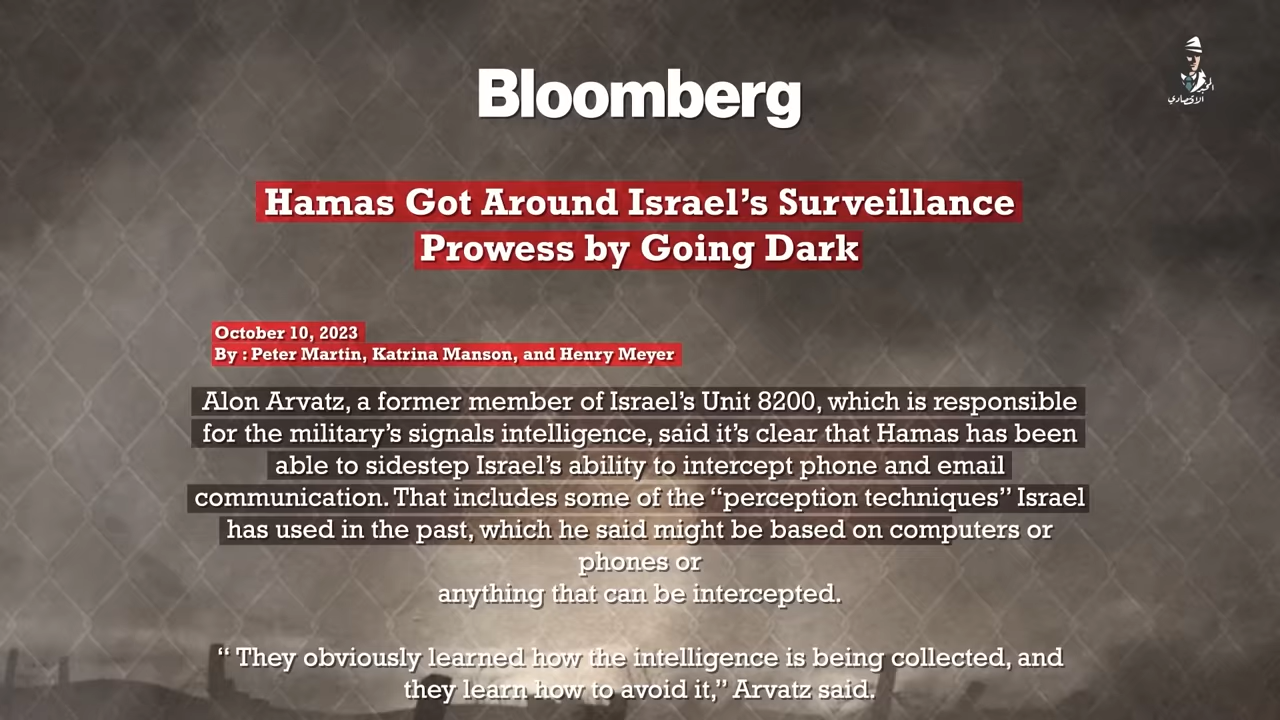 Bloomberg
المخبر
الاقتصادي
Hamas Got Around Israel’s Surveillance
Prowess by Going Dark
October 10, 2023
By : Peter Martin, Katrina Manson, and Henry Meyer
Alon Arvatz, a former member of Israel’s Unit 8200, which is responsible
for the military’s signals intelligence, said it’s clear that Hamas has been
able to sidestep Israel’s ability to intercept phone and email
communication. That includes some of the “perception techniques” Israel
has used in the past, which he said might be based on computers or
phones or
anything that can be intercepted.
“ They obviously learned how the intelligence is being collected, and
they learn how to avoid it,” Arvatz said.